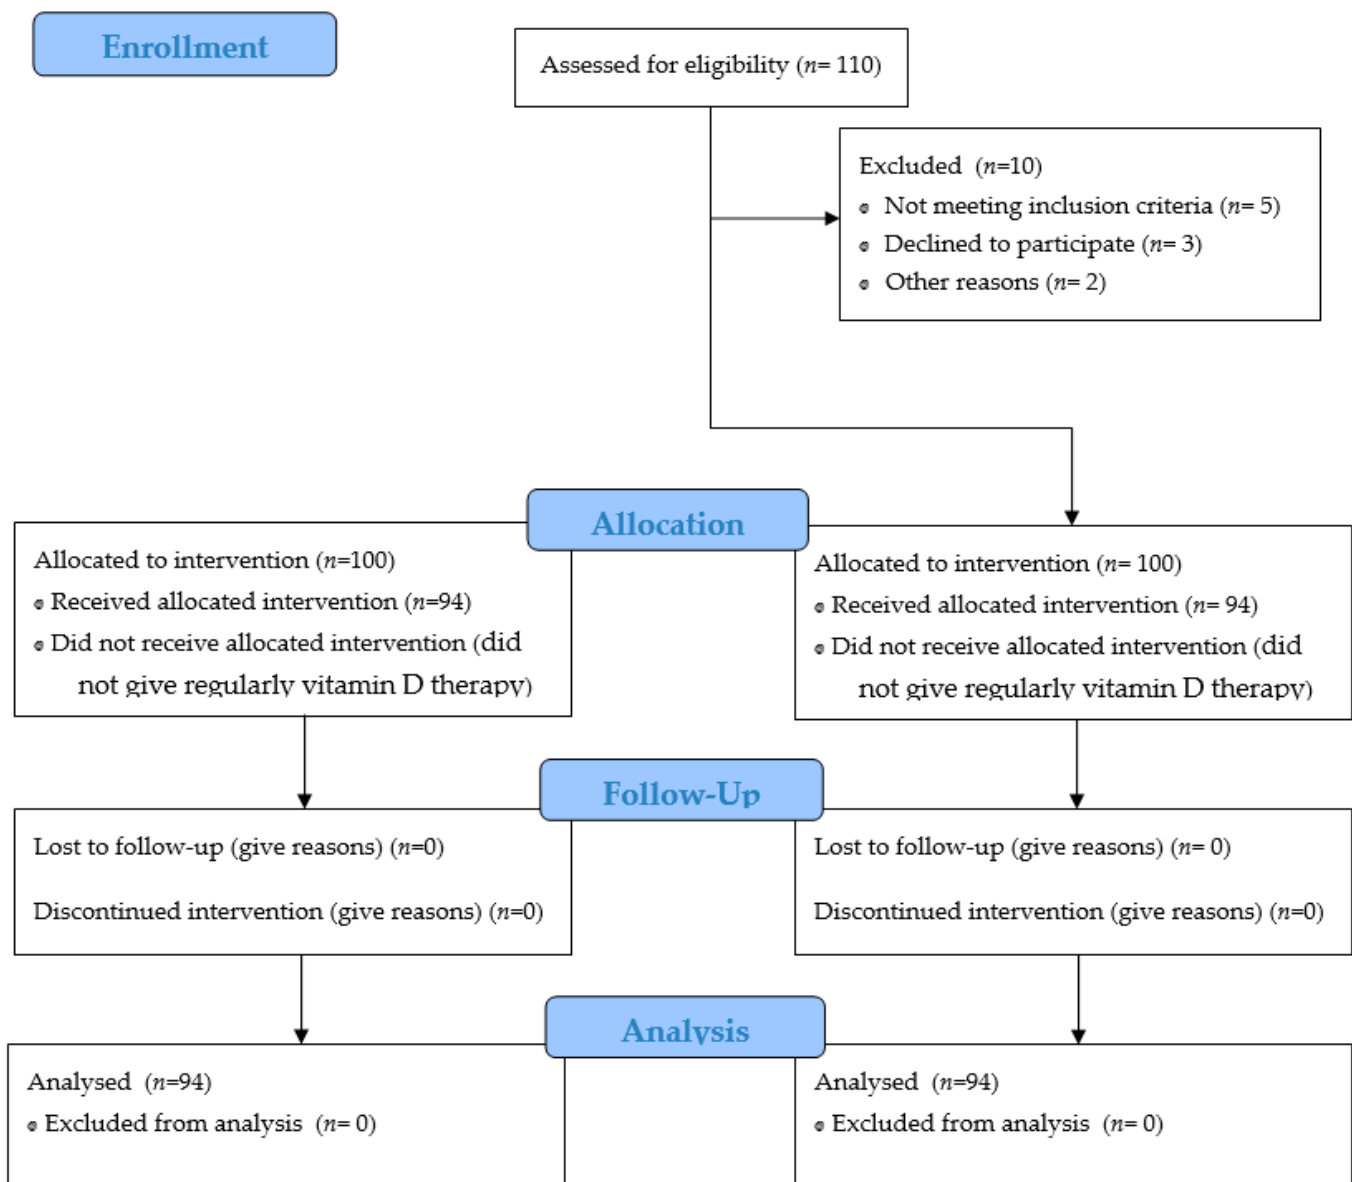 Enrollment
Assessed for eligibility (n= 110)
Excluded (n=10)
• Not meeting inclusion criteria (n= 5)
• Declined to participate (n= 3)
• Other reasons (n= 2)
Allocation
Allocated to intervention (n=100)
• Received allocated intervention (n=94)
• Did not receive allocated intervention (did
not give regularly vitamin D therapy)
Allocated to intervention (n= 100)
• Received allocated intervention (n= 94)
• Did not receive allocated intervention (did
not give regularly vitamin D therapy)
Follow-Up
Lost to follow-up (give reasons) (n=0)
Discontinued intervention (give reasons) (n=0)
Lost to follow-up (give reasons) (n= 0)
Discontinued intervention (give reasons) (n=0)
Analysis
Analysed (n=94)
• Excluded from analysis (n= 0)
Analysed (n=94)
• Excluded from analysis (n= 0)